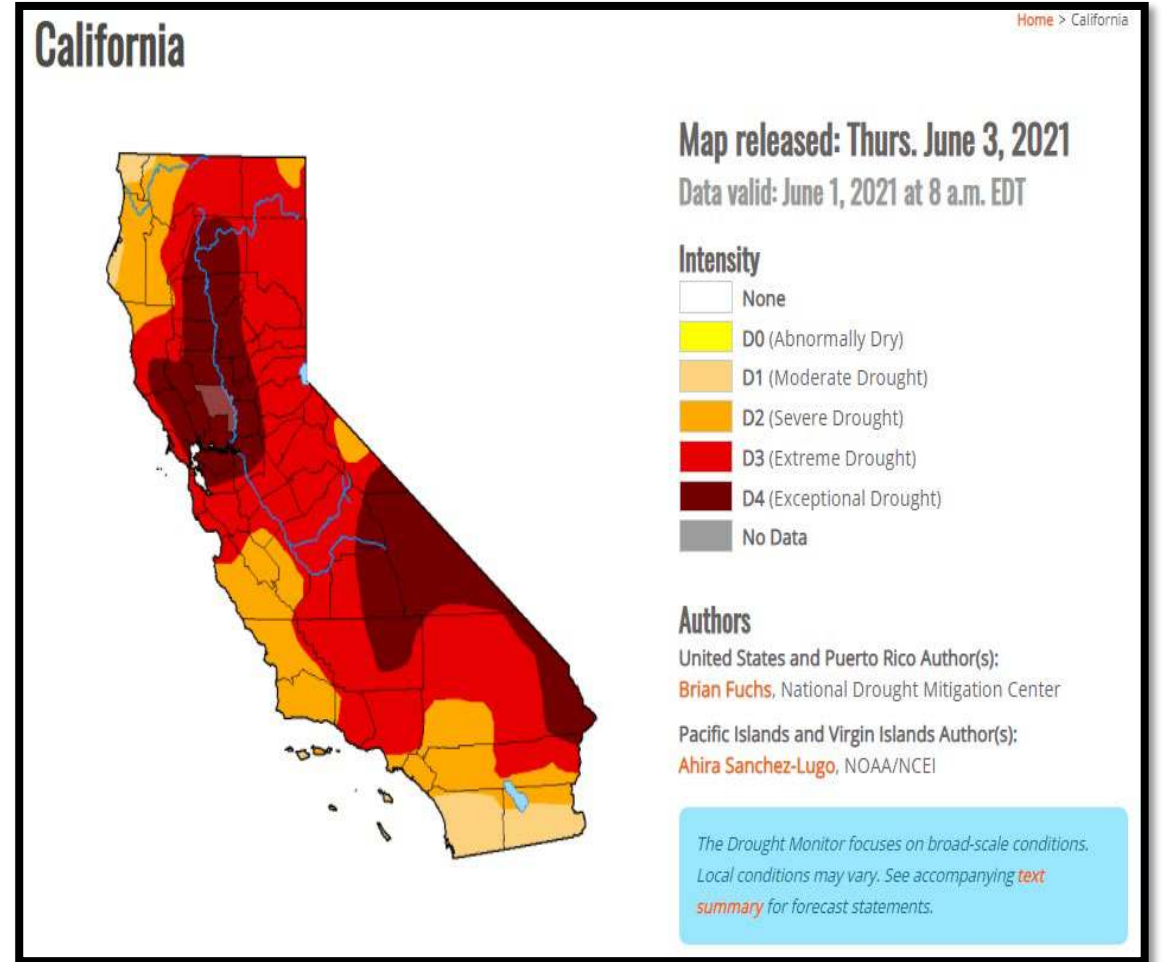 Home > California
California
Map released: Thurs. June 3, 2021
Data valid: June 1, 2021 at 8 a.m. EDT
Intensity
None
D0 (Abnormally Dry)
D1 (Moderate Drought)
D2 (Severe Drought)
D3 (Extreme Drought)
D4 (Exceptional Drought)
No Data
Authors
United States and Puerto Rico Author(s):
Brian Fuchs, National Drought Mitigation Center
Pacific Islands and Virgin Islands Author(s):
Ahira Sanchez-Lugo, NOAA/NCEI
The Drought Monitor focuses on broad-scale conditions.
Local conditions may vary. See accompanying text
summary for forecast statements.